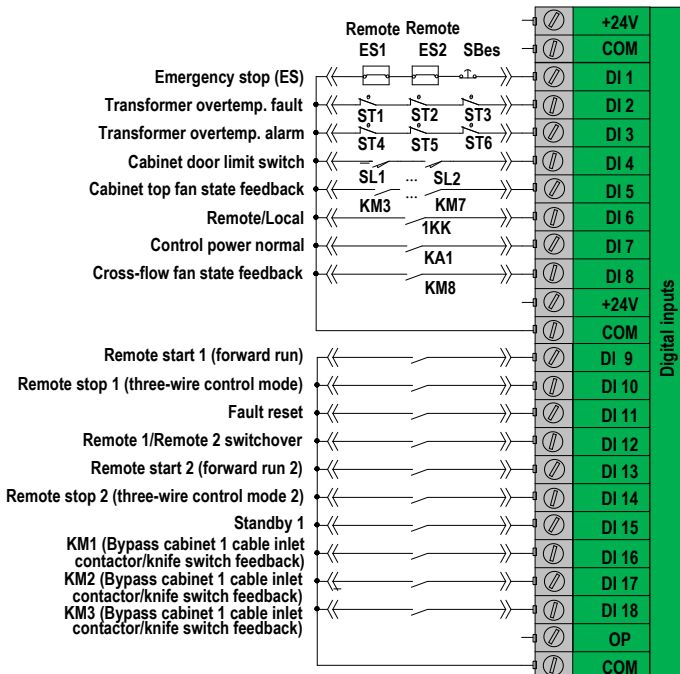 Remote Remote
ES1 ES2 SBes
+24V
COM
Emergency stop (ES)
DI 1
Transformer overtemp. fault
ST1 ST2 ST3
DI 2
Transformer overtemp. alarm
ST4 ST5 ST6
DI 3
Cabinet door limit switch
SL1 ... SL2
DI 4
Cabinet top fan state feedback
KM3 ... KM7
DI 5
Remote/Local
1KK
DI 6
Control power normal
KA1
DI 7
Cross-flow fan state feedback
KM8
DI 8
+24V
COM
Digital inputs
Remote start 1 (forward run)
DI 9
Remote stop 1 (three-wire control mode)
DI 10
Fault reset
DI 11
Remote 1/Remote 2 switchover
DI 12
Remote start 2 (forward run 2)
DI 13
Remote stop 2 (three-wire control mode 2)
DI 14
Standby 1
DI 15
KM1 (Bypass cabinet 1 cable inlet
contactor/knife switch feedback)
DI 16
KM2 (Bypass cabinet 1 cable inlet
contactor/knife switch feedback)
DI 17
KM3 (Bypass cabinet 1 cable inlet
contactor/knife switch feedback)
DI 18
OP
COM